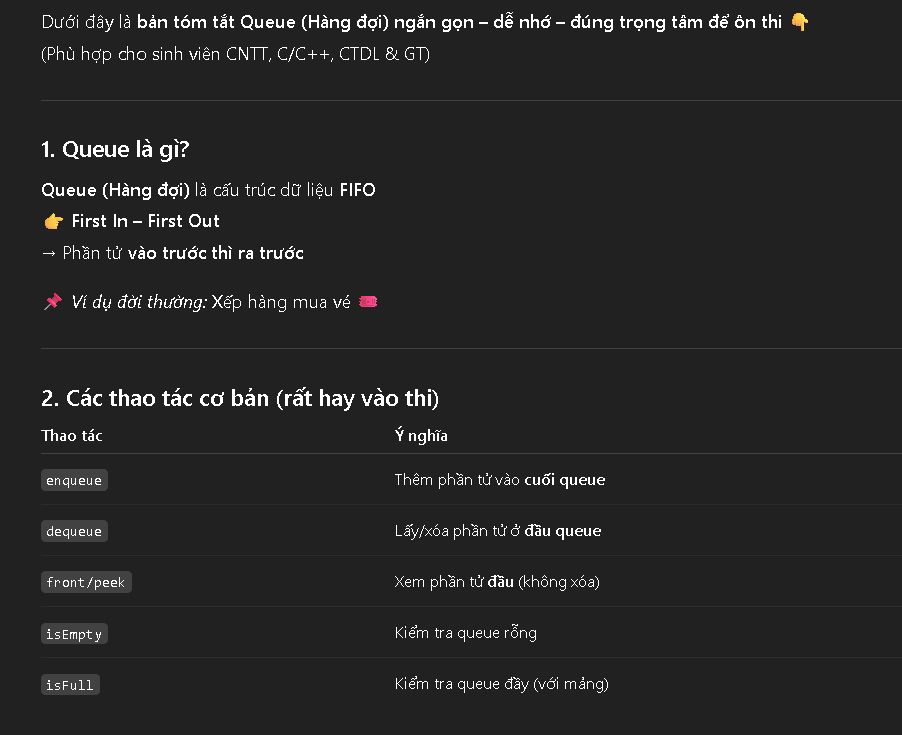 Dưới đây là bản tóm tắt Queue (Hàng đợi) ngắn gọn – dễ nhớ – đúng trọng tâm để ôn thi 👇
(Phù hợp cho sinh viên CNTT, C/C++, CTDL & GT)
1. Queue là gì?
Queue (Hàng đợi) là cấu trúc dữ liệu FIFO
👉 First In – First Out
→ Phần tử vào trước thì ra trước
📌 Ví dụ đời thường: Xếp hàng mua vé 🎟️
2. Các thao tác cơ bản (rất hay vào thi)
Thao tác Ý nghĩa
enqueue Thêm phần tử vào cuối queue
dequeue Lấy/xóa phần tử ở đầu queue
front/peek Xem phần tử đầu (không xóa)
isEmpty Kiểm tra queue rỗng
isFull Kiểm tra queue đầy (với mảng)